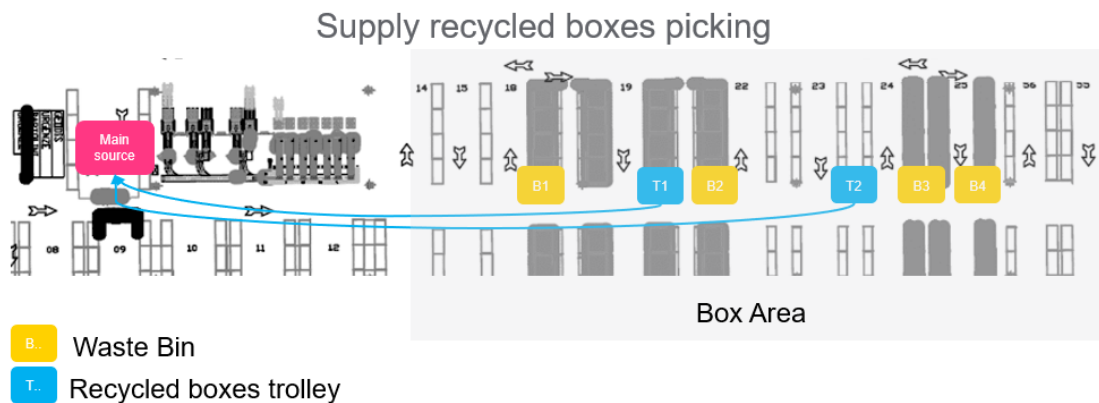 Supply recycled boxes picking
14 15 18 19 22 23 24 25 56 55
Main
source
B1 T1 B2 T2 B3 B4
08 09 10 11 12
Box Area
B.. Waste Bin
T.. Recycled boxes trolley